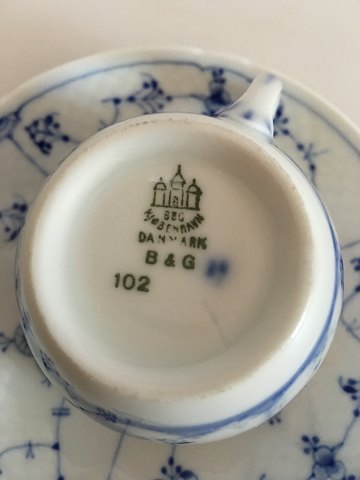 B&G
KJØBENHAVN
DANMARK
B & G
102